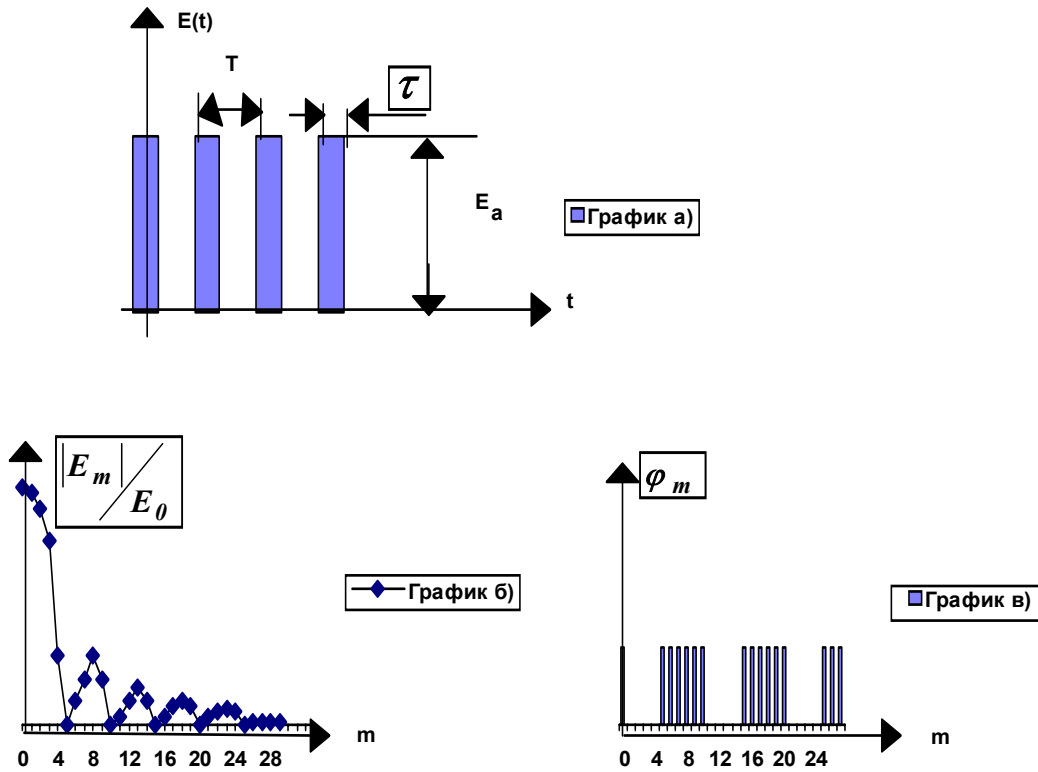 E(t)
T
τ
E a
График а)
t
|E m| / E 0
График б)
m
0 4 8 12 16 20 24 28
φ m
График в)
m
0 4 8 12 16 20 24